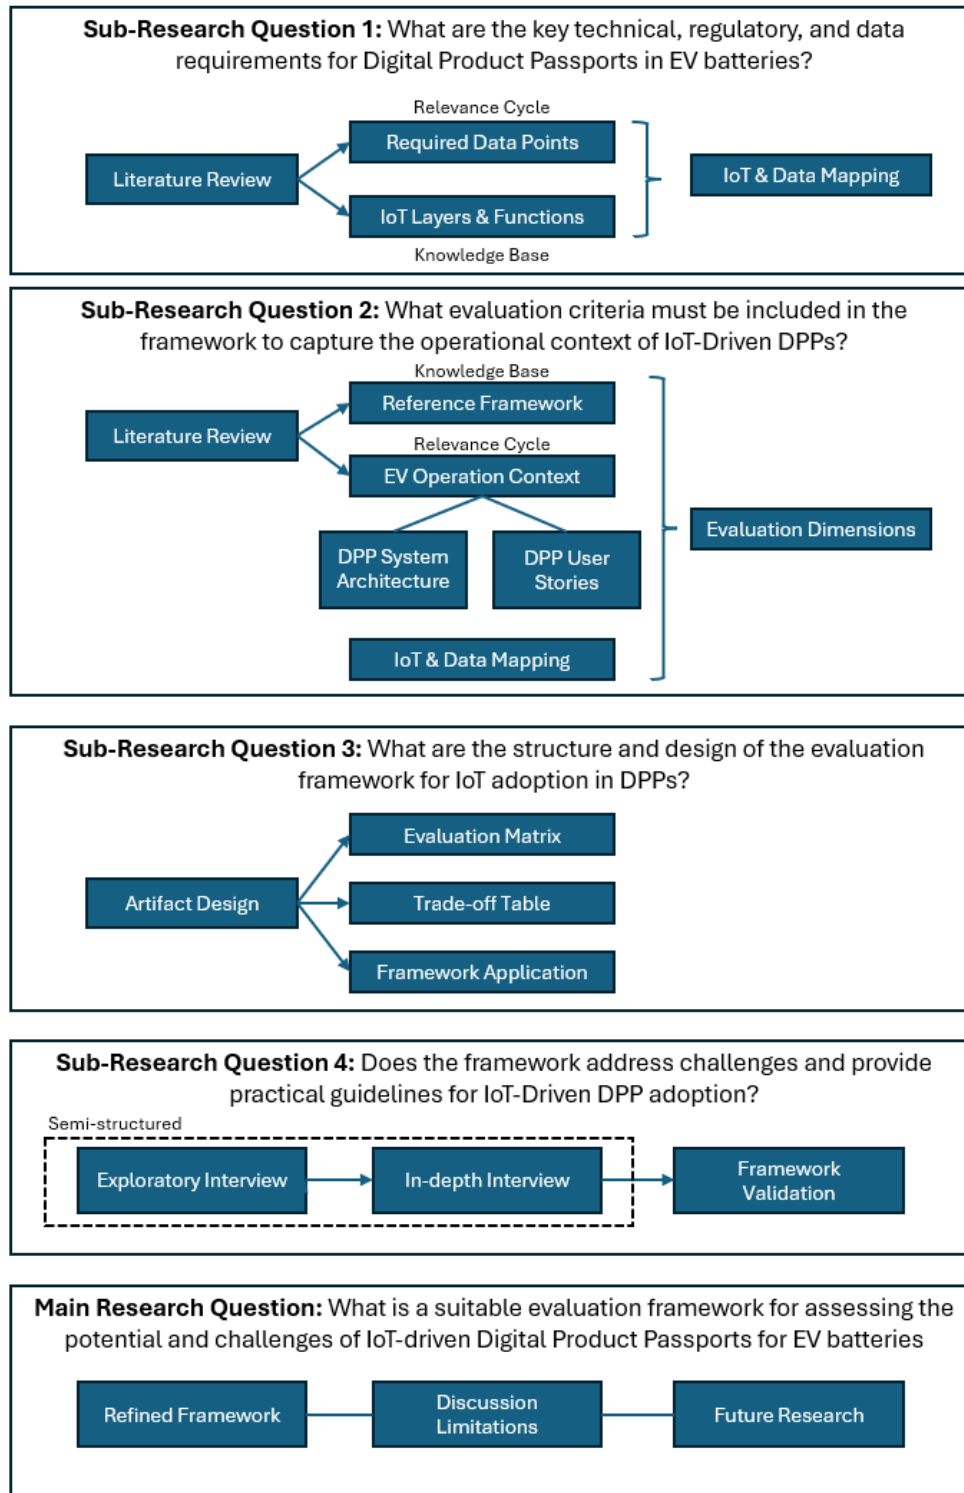 Sub-Research Question 1: What are the key technical, regulatory, and data
requirements for Digital Product Passports in EV batteries?
Relevance Cycle
Required Data Points
Literature Review
IoT & Data Mapping
IoT Layers & Functions
Knowledge Base
Sub-Research Question 2: What evaluation criteria must be included in the
framework to capture the operational context of IoT-Driven DPPs?
Knowledge Base
Reference Framework
Literature Review
Relevance Cycle
EV Operation Context
Evaluation Dimensions
DPP System
Architecture
DPP User
Stories
IoT & Data Mapping
Sub-Research Question 3: What are the structure and design of the evaluation
framework for IoT adoption in DPPs?
Evaluation Matrix
Artifact Design
Trade-off Table
Framework Application
Sub-Research Question 4: Does the framework address challenges and provide
practical guidelines for IoT-Driven DPP adoption?
Semi-structured
Exploratory Interview
In-depth Interview
Framework
Validation
Main Research Question: What is a suitable evaluation framework for assessing the
potential and challenges of IoT-driven Digital Product Passports for EV batteries
Refined Framework
Discussion
Limitations
Future Research